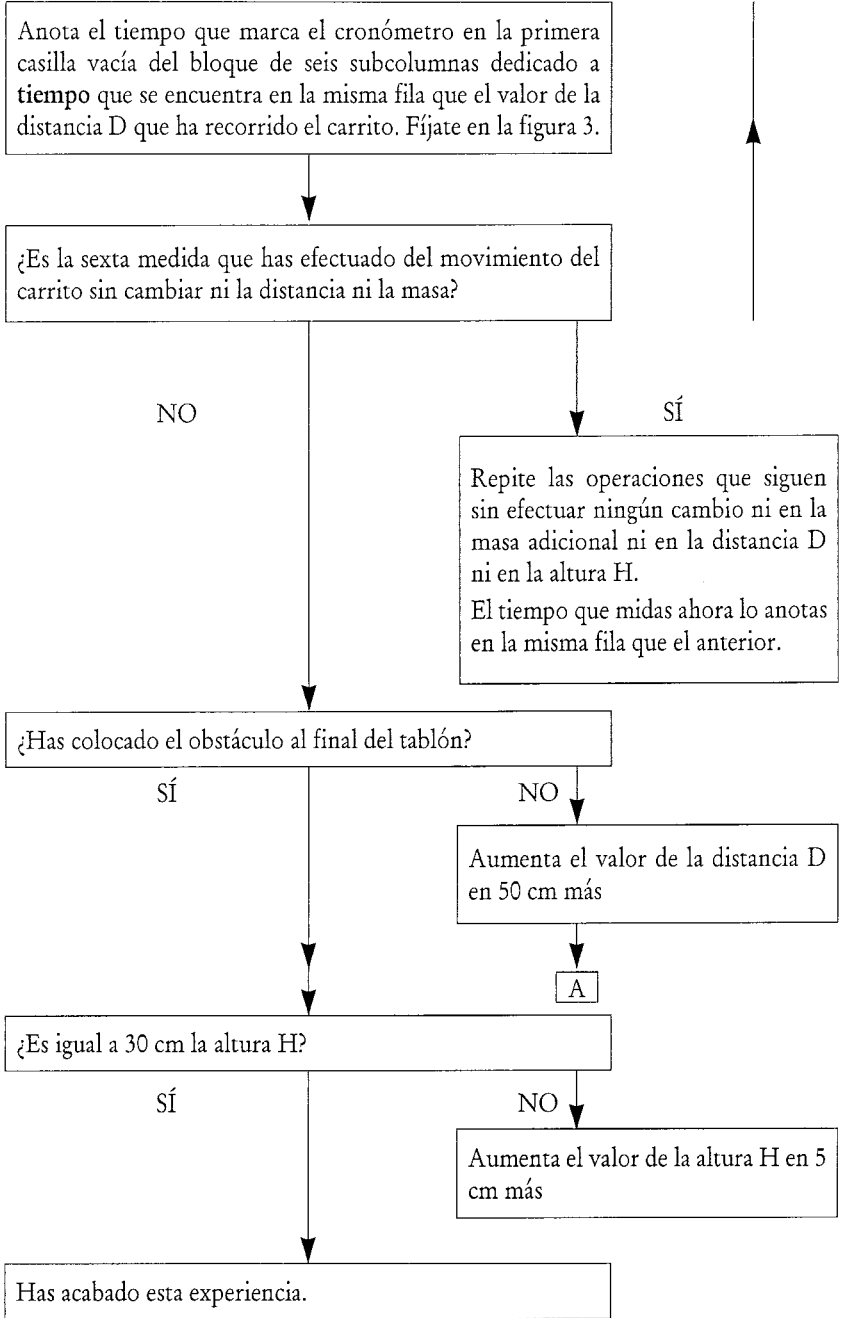 Anota el tiempo que marca el cronómetro en la primera
casilla vacía del bloque de seis subcolumnas dedicado a
tiempo que se encuentra en la misma fila que el valor de la
distancia D que ha recorrido el carrito. Fíjate en la figura 3.
¿Es la sexta medida que has efectuado del movimiento del
carrito sin cambiar ni la distancia ni la masa?
NO
SÍ
Repite las operaciones que siguen
sin efectuar ningún cambio ni en la
masa adicional ni en la distancia D
ni en la altura H.
El tiempo que midas ahora lo anotas
en la misma fila que el anterior.
¿Has colocado el obstáculo al final del tablón?
SÍ
NO
Aumenta el valor de la distancia D
en 50 cm más
A
¿Es igual a 30 cm la altura H?
SÍ
NO
Aumenta el valor de la altura H en 5
cm más
Has acabado esta experiencia.